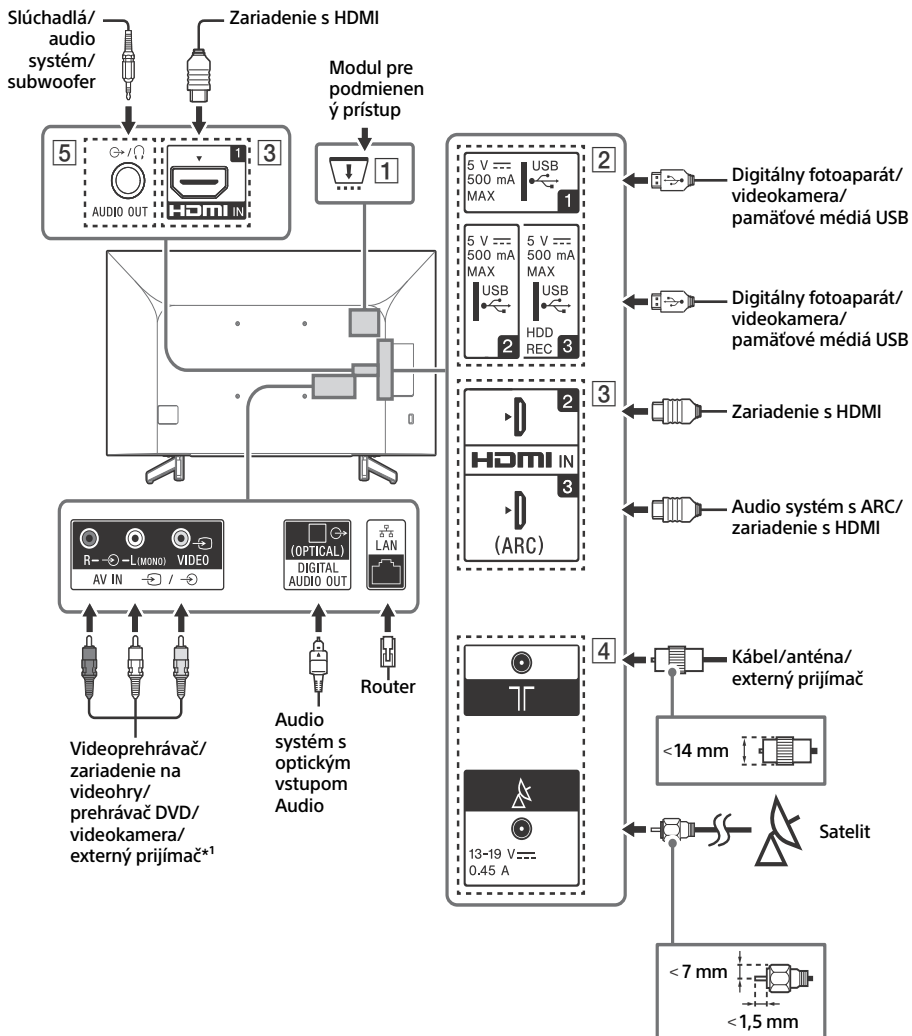 Slúchadlá/
audio
systém/
subwoofer
Zariadenie s HDMI
Modul pre
podmienen
ý prístup
5
AUDIO OUT
1
HDMI IN
3
1
5 V
500 mA
MAX
USB
1
2
Digitálny fotoaparát/
videokamera/
pamäťové médiá USB
5 V
500 mA
MAX
USB
2
5 V
500 mA
MAX
USB
HDD
REC 3
Digitálny fotoaparát/
videokamera/
pamäťové médiá USB
2
3
HDMI IN
3
(ARC)
Zariadenie s HDMI
Audio systém s ARC/
zariadenie s HDMI
R L(MONO) VIDEO
AV IN /
(OPTICAL)
DIGITAL
AUDIO OUT
LAN
Videoprehrávač/
zariadenie na
videohry/
prehrávač DVD/
videokamera/
externý prijímač*1
Audio
systém s
optickým
vstupom
Audio
Router
4
Kábel/anténa/
externý prijímač
<14 mm
13-19 V
0.45 A
Satelit
<7 mm
<1,5 mm